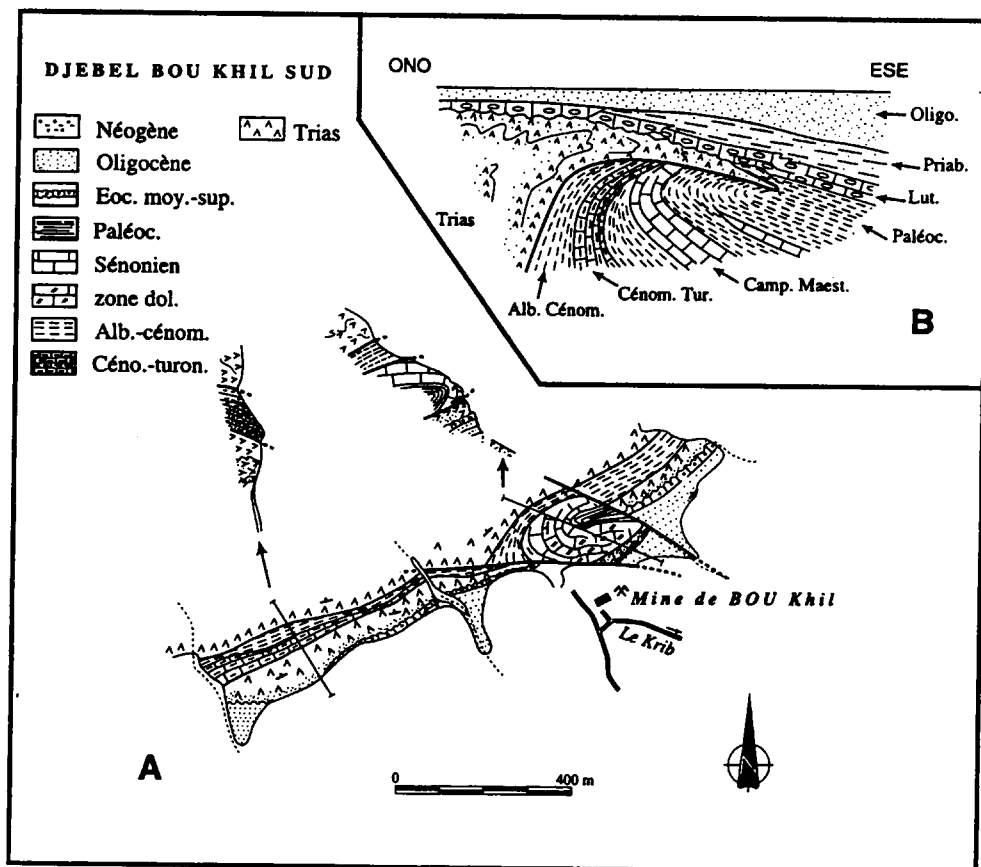 DJEBEL BOU KHIL SUD
Néogène
Trias
Oligocène
Eoc. moy.-sup.
Paléoc.
Sénonien
zone dol.
Alb.-cénom.
Céno.-turon.
ONO
ESE
Oligo.
Priab.
Lut.
Paléoc.
Trias
Alb. Cénom.
Cénom. Tur.
Camp. Maest.
B
Mine de BOU Khil
Le Krib
A
0
400 m
N